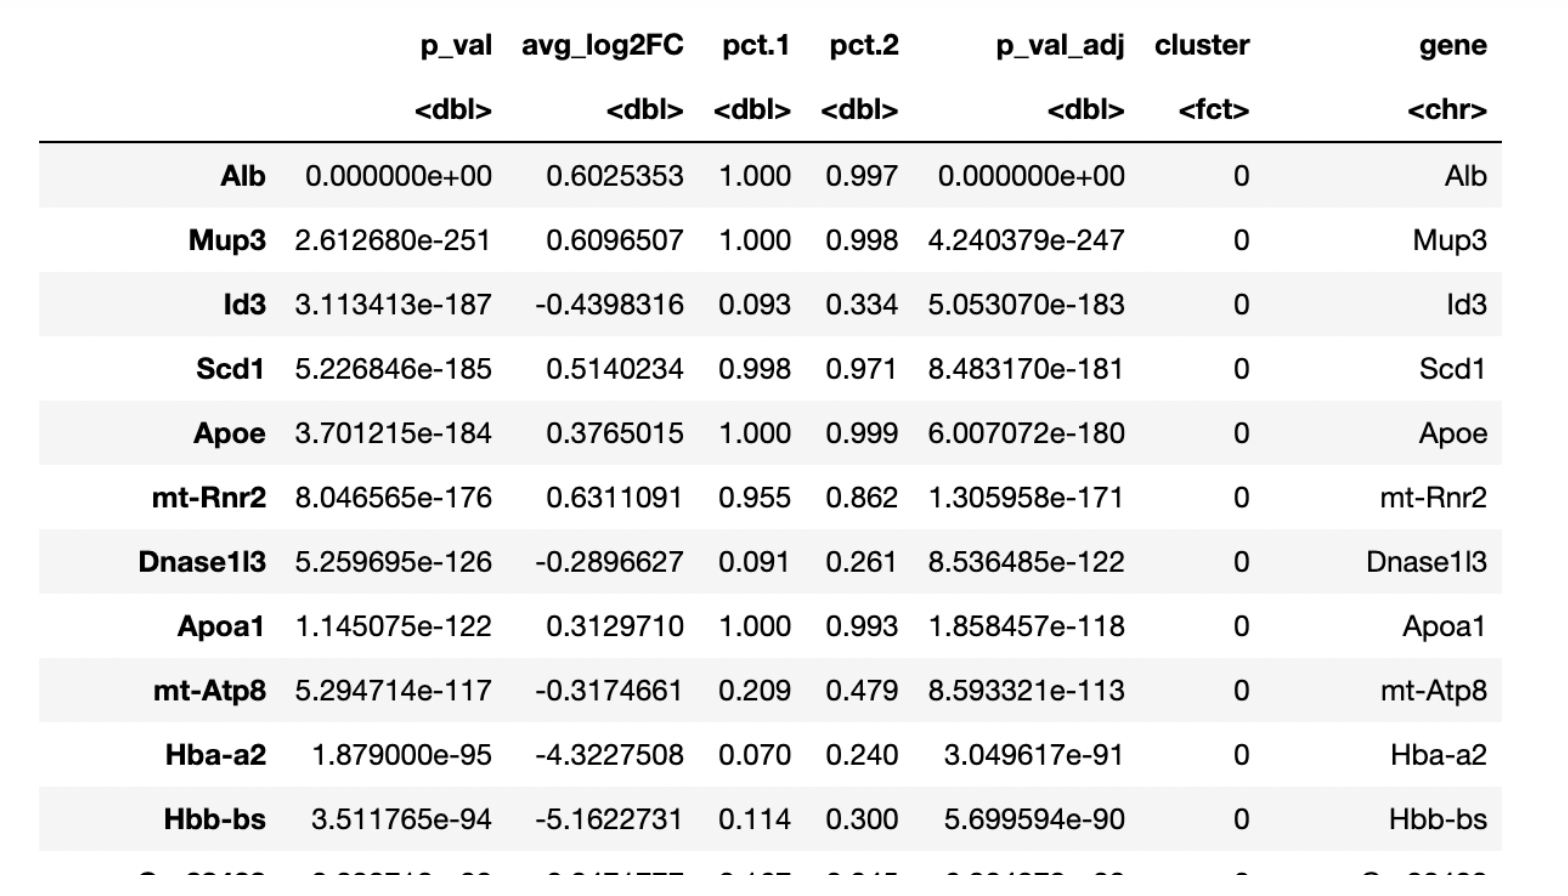 p_val avg_log2FC pct.1 pct.2 p_val_adj cluster gene
<dbl> <dbl> <dbl> <dbl> <dbl> <fct> <chr>
Alb 0.000000e+00 0.6025353 1.000 0.997 0.000000e+00 0 Alb
Mup3 2.612680e-251 0.6096507 1.000 0.998 4.240379e-247 0 Mup3
Id3 3.113413e-187 -0.4398316 0.093 0.334 5.053070e-183 0 Id3
Scd1 5.226846e-185 0.5140234 0.998 0.971 8.483170e-181 0 Scd1
Apoe 3.701215e-184 0.3765015 1.000 0.999 6.007072e-180 0 Apoe
mt-Rnr2 8.046565e-176 0.6311091 0.955 0.862 1.305958e-171 0 mt-Rnr2
Dnase1l3 5.259695e-126 -0.2896627 0.091 0.261 8.536485e-122 0 Dnase1l3
Apoa1 1.145075e-122 0.3129710 1.000 0.993 1.858457e-118 0 Apoa1
mt-Atp8 5.294714e-117 -0.3174661 0.209 0.479 8.593321e-113 0 mt-Atp8
Hba-a2 1.879000e-95 -4.3227508 0.070 0.240 3.049617e-91 0 Hba-a2
Hbb-bs 3.511765e-94 -5.1622731 0.114 0.300 5.699594e-90 0 Hbb-bs